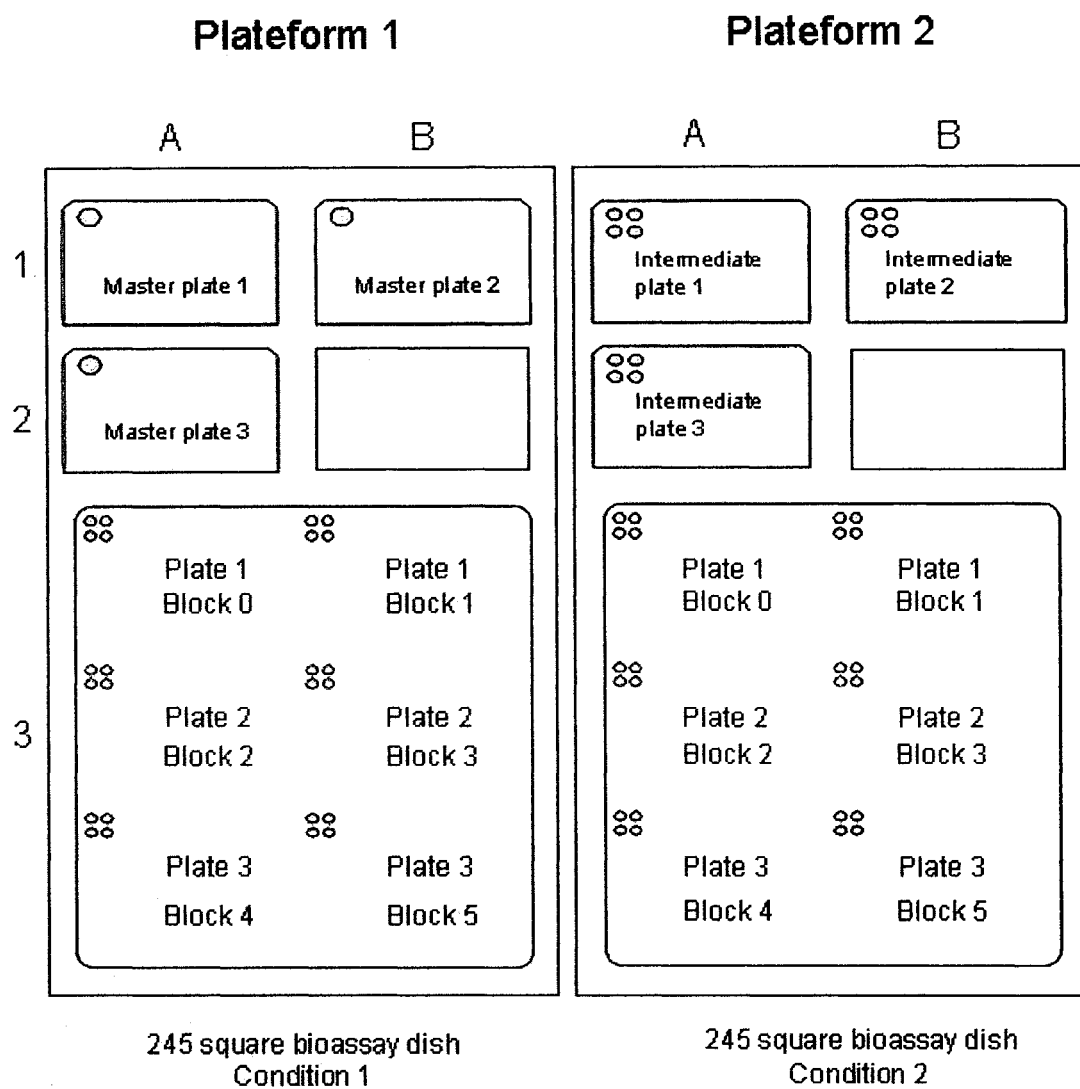 Plateform 1
Plateform 2
A
B
A
B
1
Master plate 1
Master plate 2
Intermediate
plate 1
Intermediate
plate 2
2
Master plate 3
Intermediate
plate 3
3
Plate 1
Block 0
Plate 1
Block 1
Plate 2
Block 2
Plate 2
Block 3
Plate 3
Block 4
Plate 3
Block 5
Plate 1
Block 0
Plate 1
Block 1
Plate 2
Block 2
Plate 2
Block 3
Plate 3
Block 4
Plate 3
Block 5
245 square bioassay dish
Condition 1
245 square bioassay dish
Condition 2